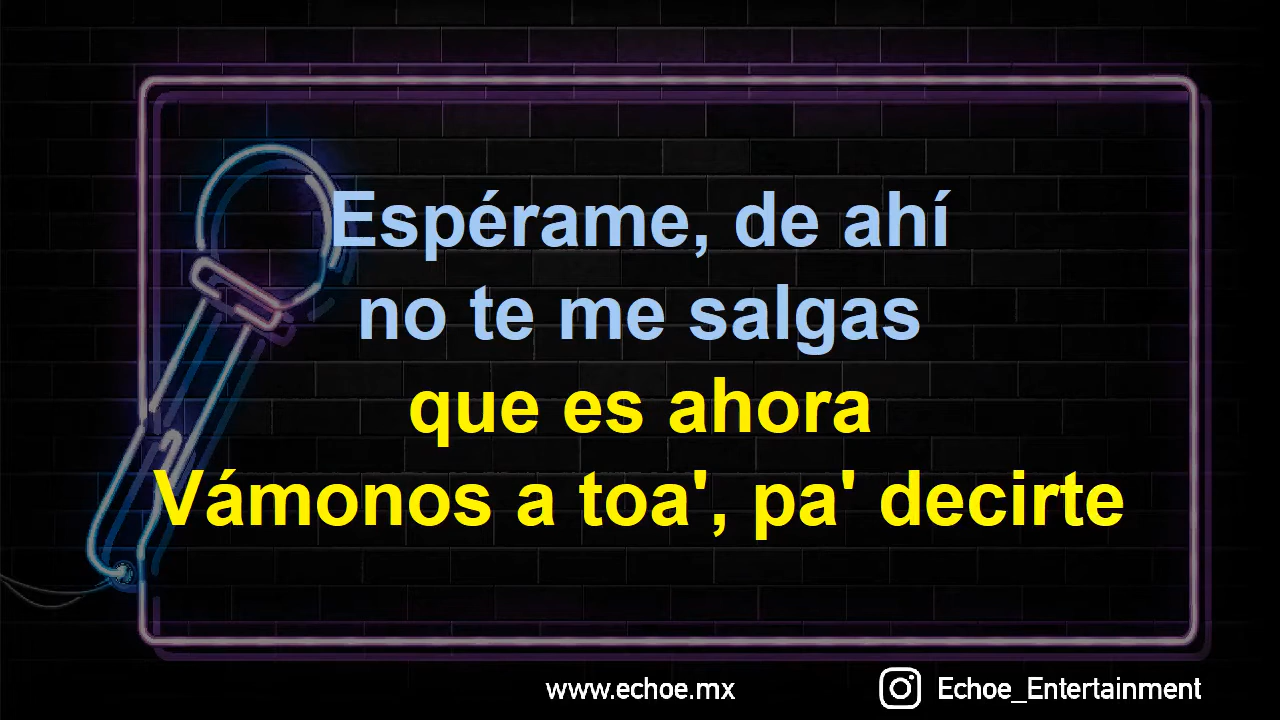 Espérame, de ahí
no te me salgas
que es ahora
Vámonos a toa', pa' decirte
www.echoe.mx
Echoe_Entertainment